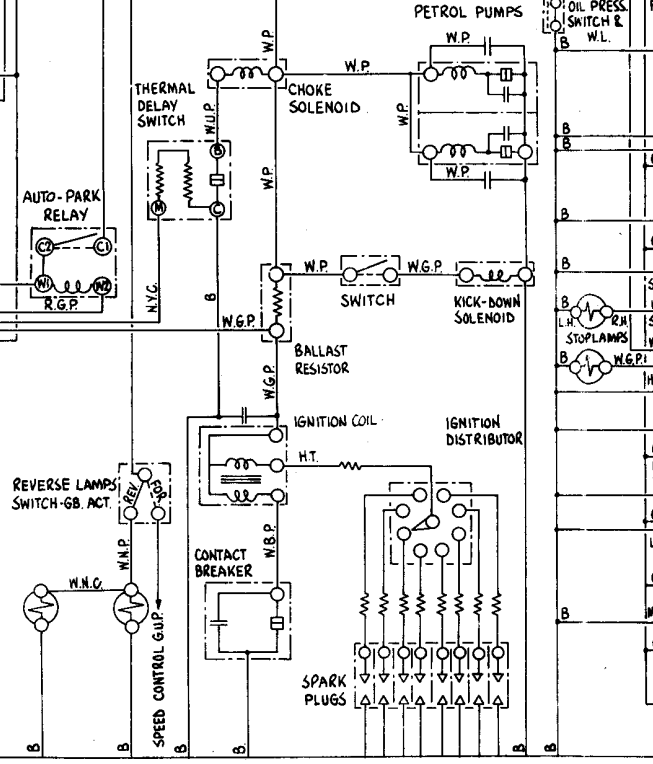 OIL PRESS.
SWITCH &
W.L.
PETROL PUMPS
W.P.
B
W.P.
W.P.
THERMAL
DELAY
SWITCH
CHOKE
SOLENOID
W.U.P.
W.P.
B
B
B
W.P.
W.P.
AUTO-PARK
RELAY
M
C
C2
C1
B
W.P.
W.G.P.
B
W1
W2
R.G.P.
N.Y.C.
B
SWITCH
KICK-DOWN
SOLENOID
B
L.H.
R.H.
STOPLAMPS
W.G.P.
BALLAST
RESISTOR
B
W.G.P.
W.G.P.
IGNITION COIL
IGNITION
DISTRIBUTOR
H.T.
REVERSE LAMPS
SWITCH-GB. ACT.
REV.
FOR.
W.N.P.
W.B.P.
CONTACT
BREAKER
W.N.C.
B
SPEED CONTROL G.U.P.
SPARK
PLUGS
B
B
B
B
B
B